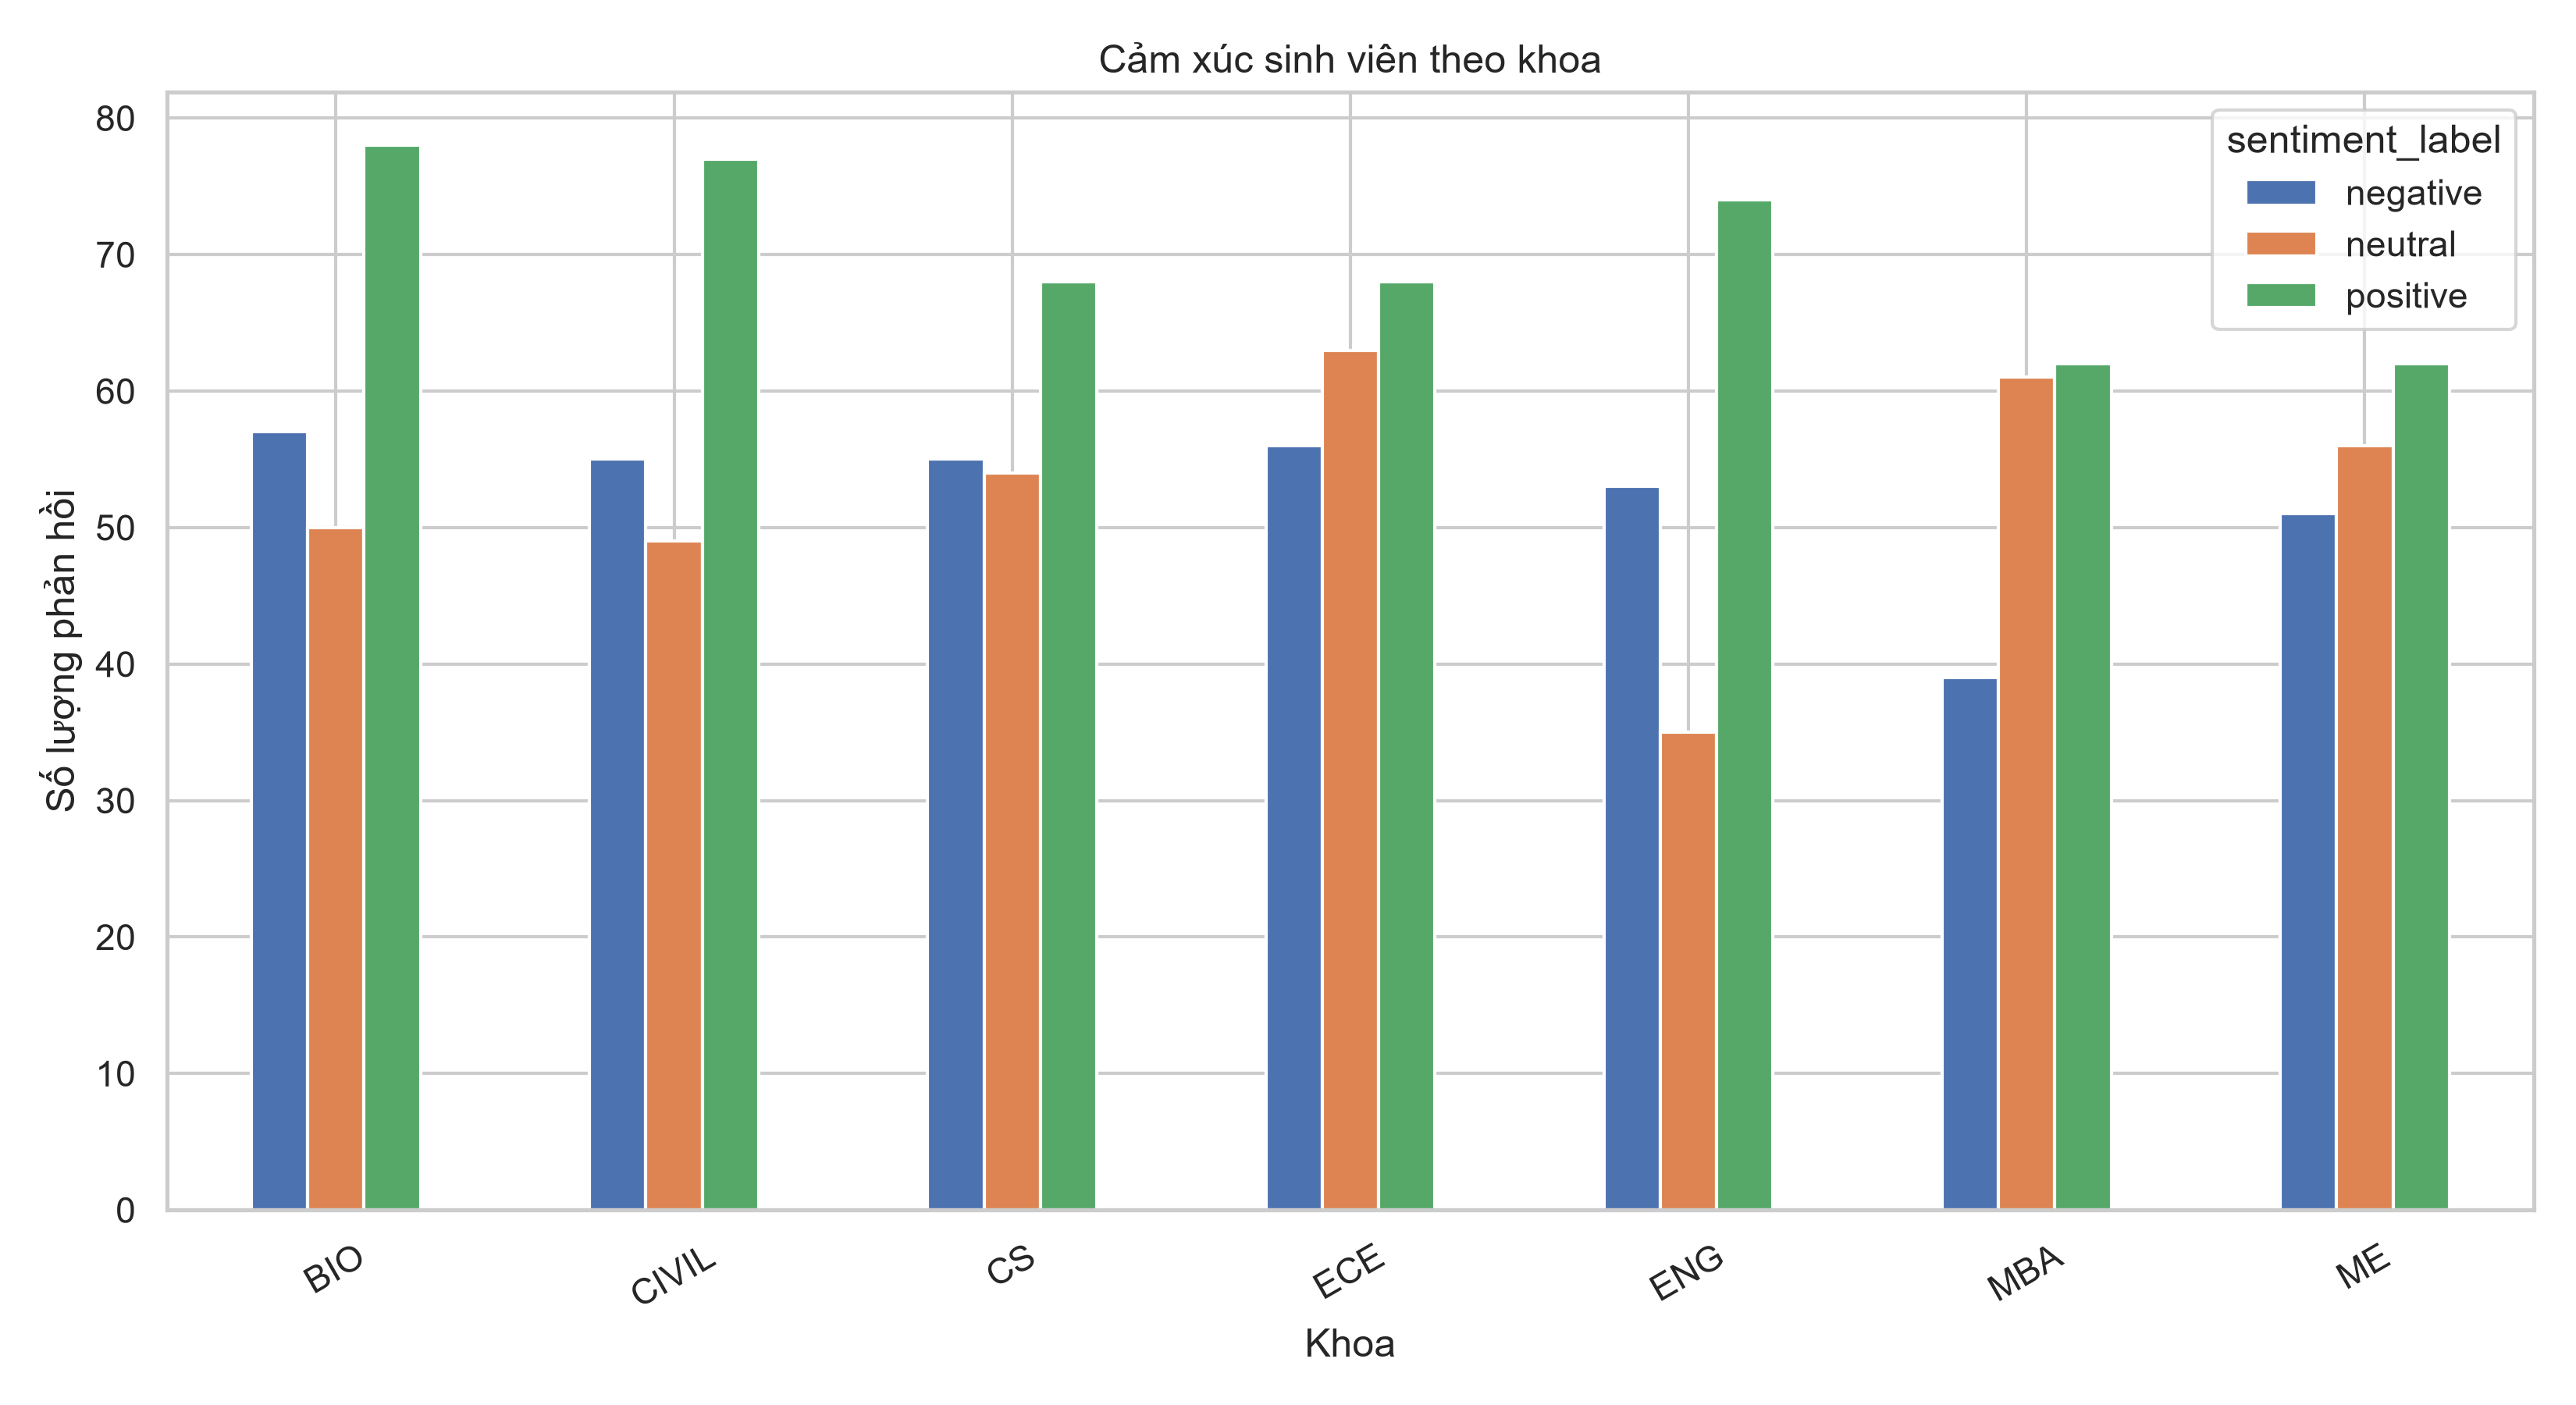 Cảm xúc sinh viên theo khoa
sentiment_label
negative
neutral
positive
Số lượng phản hồi
80
70
60
50
40
30
20
10
0
BIO
CIVIL
CS
ECE
ENG
MBA
ME
Khoa